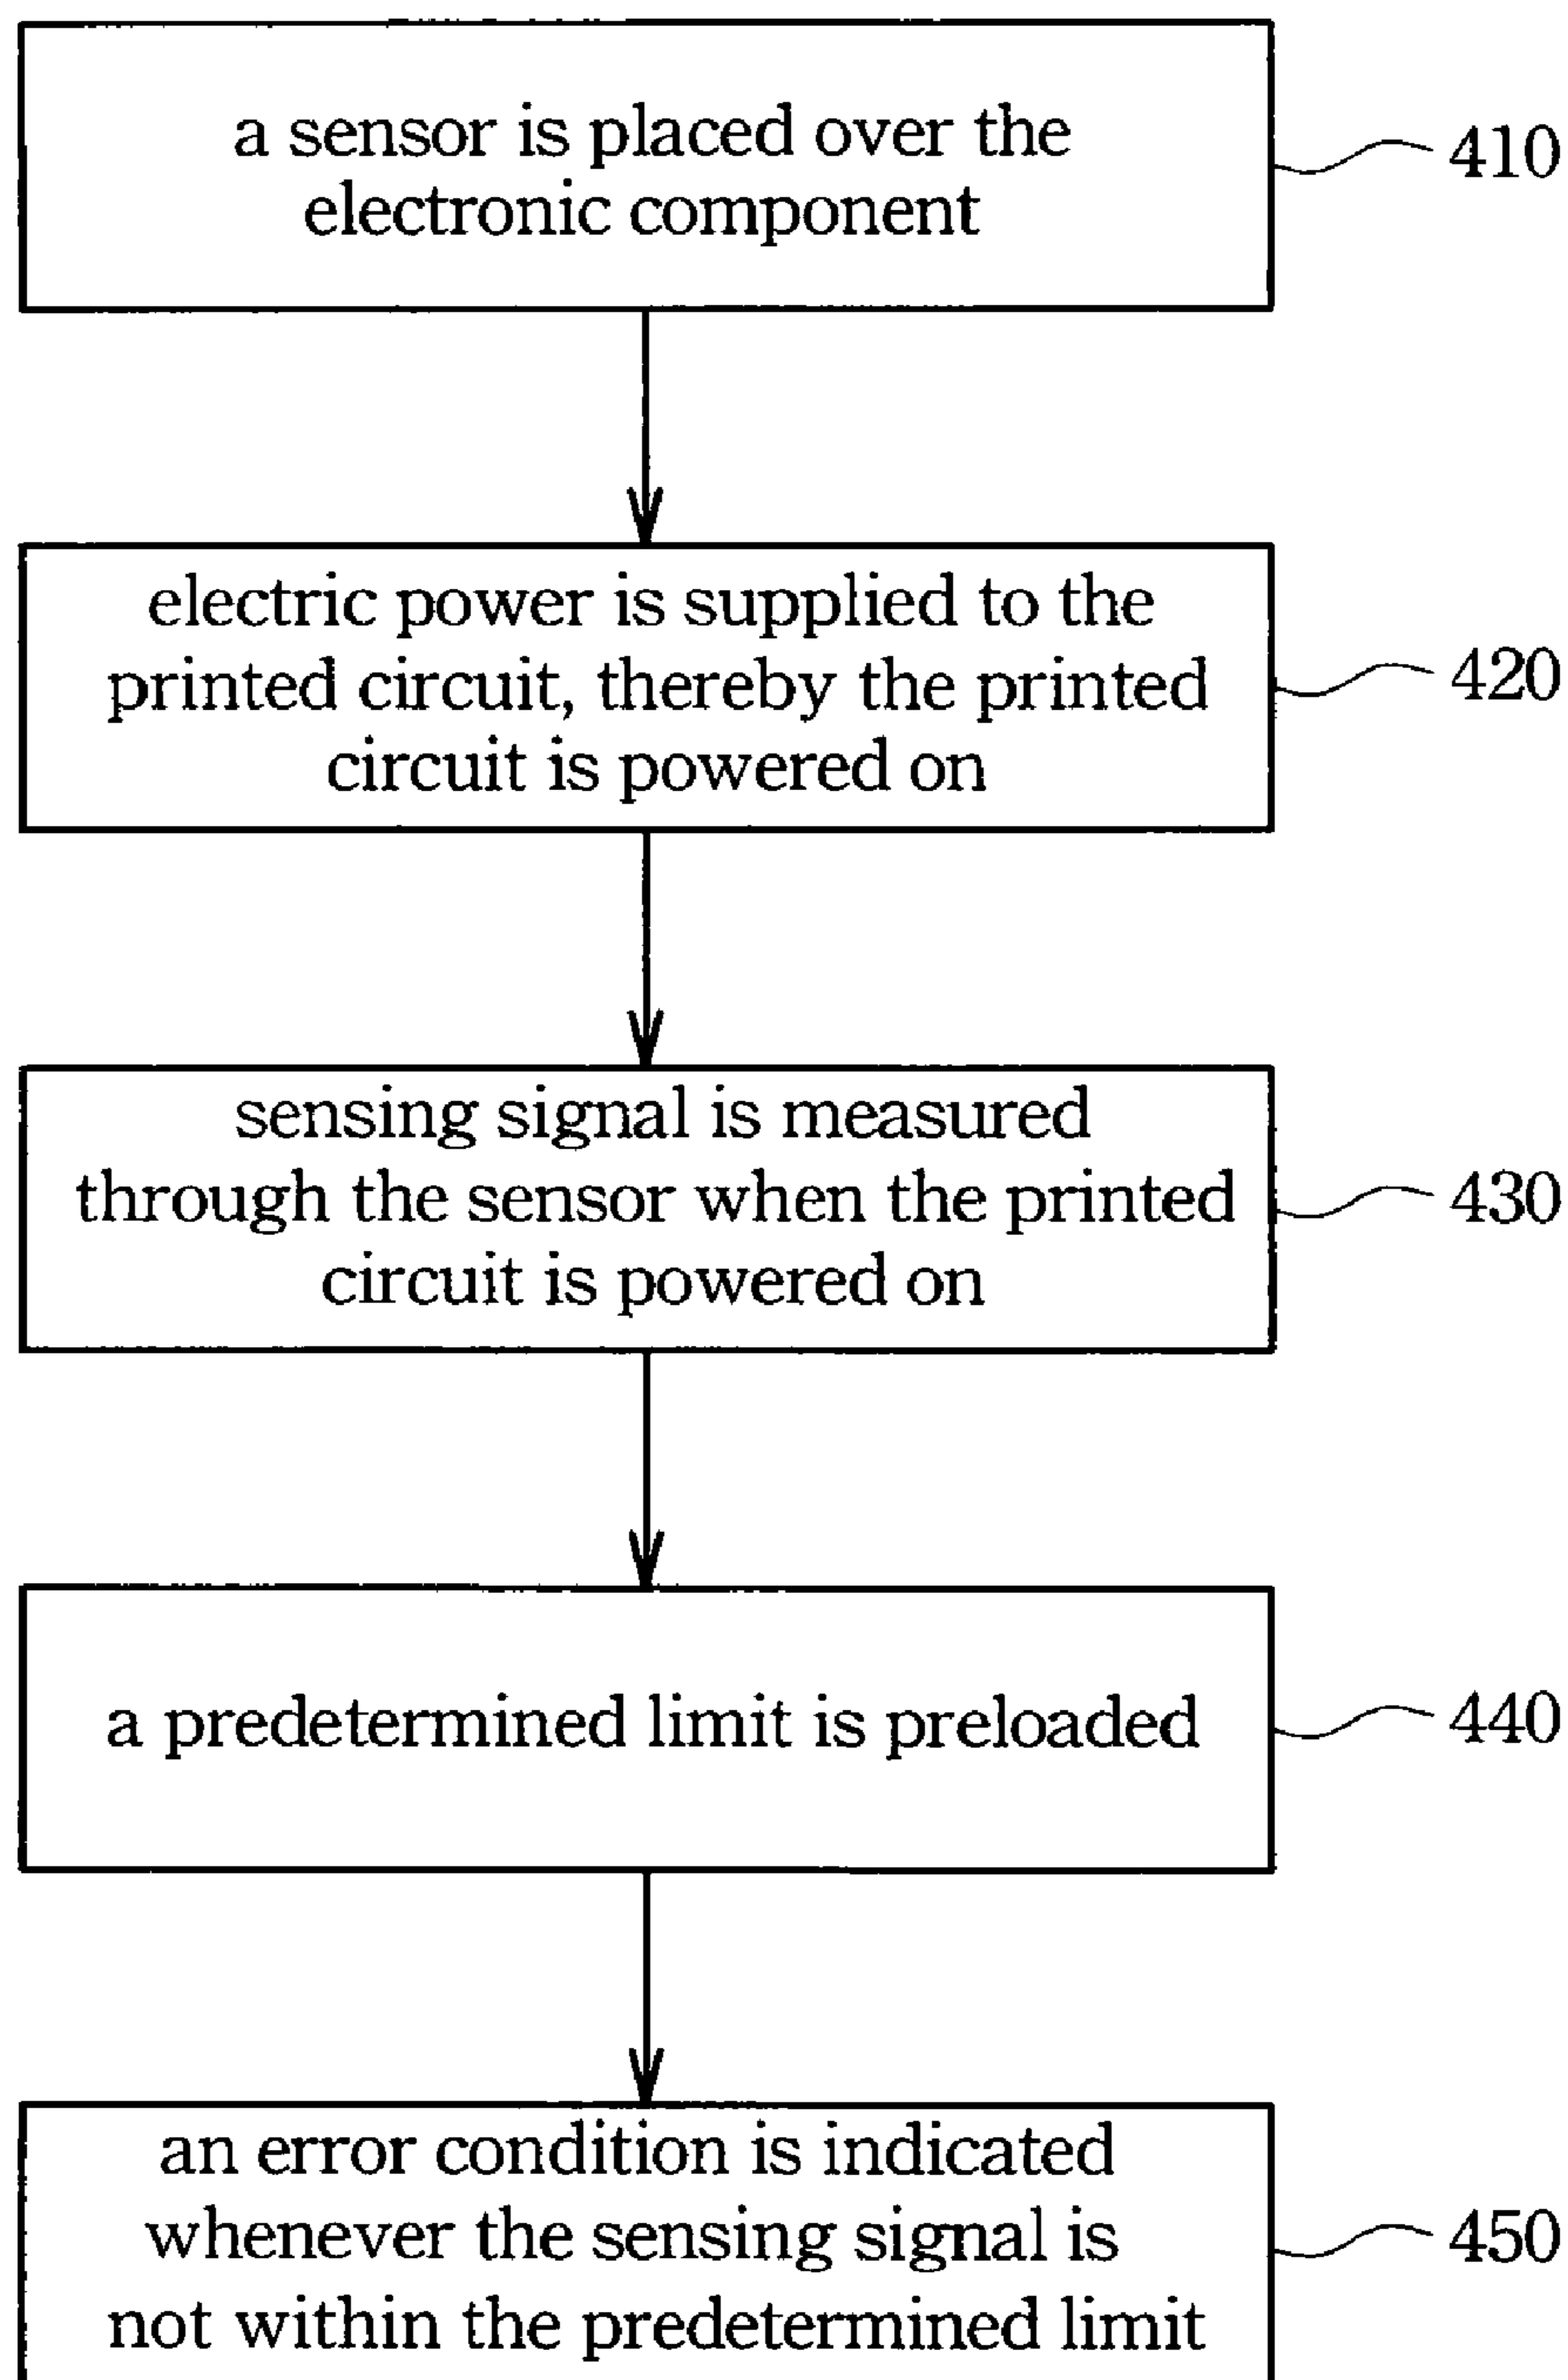 a sensor is placed over the
electronic component
410
electric power is supplied to the
printed circuit, thereby the printed
circuit is powered on
420
sensing signal is measured
through the sensor when the printed
circuit is powered on
430
a predetermined limit is preloaded
440
an error condition is indicated
whenever the sensing signal is
not within the predetermined limit
450